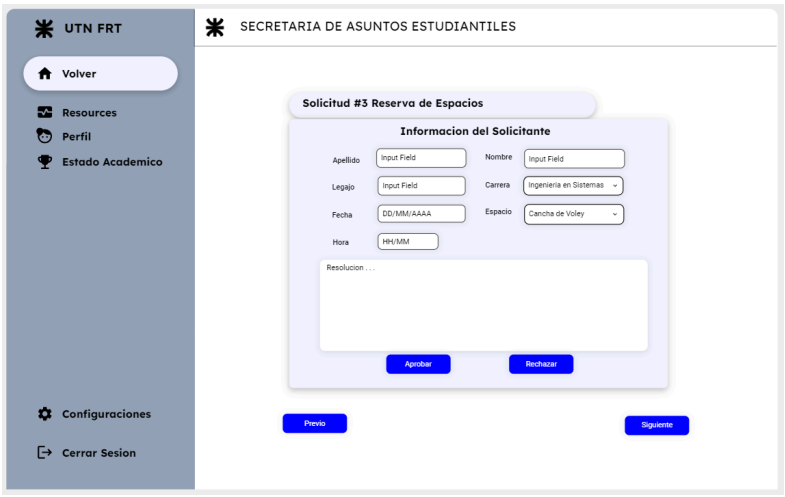 UTN FRT
SECRETARIA DE ASUNTOS ESTUDIANTILES
Volver
Resources
Perfil
Estado Academico
Configuraciones
Cerrar Sesion
Solicitud #3 Reserva de Espacios
Informacion del Solicitante
Apellido Input Field Nombre Input Field
Legajo Input Field Carrera Ingenieria en Sistemas
Fecha DD/MM/AAAA Espacio Cancha de Voley
Hora HH/MM
Resolucion . . .
Aprobar Rechazar
Previo Siguiente